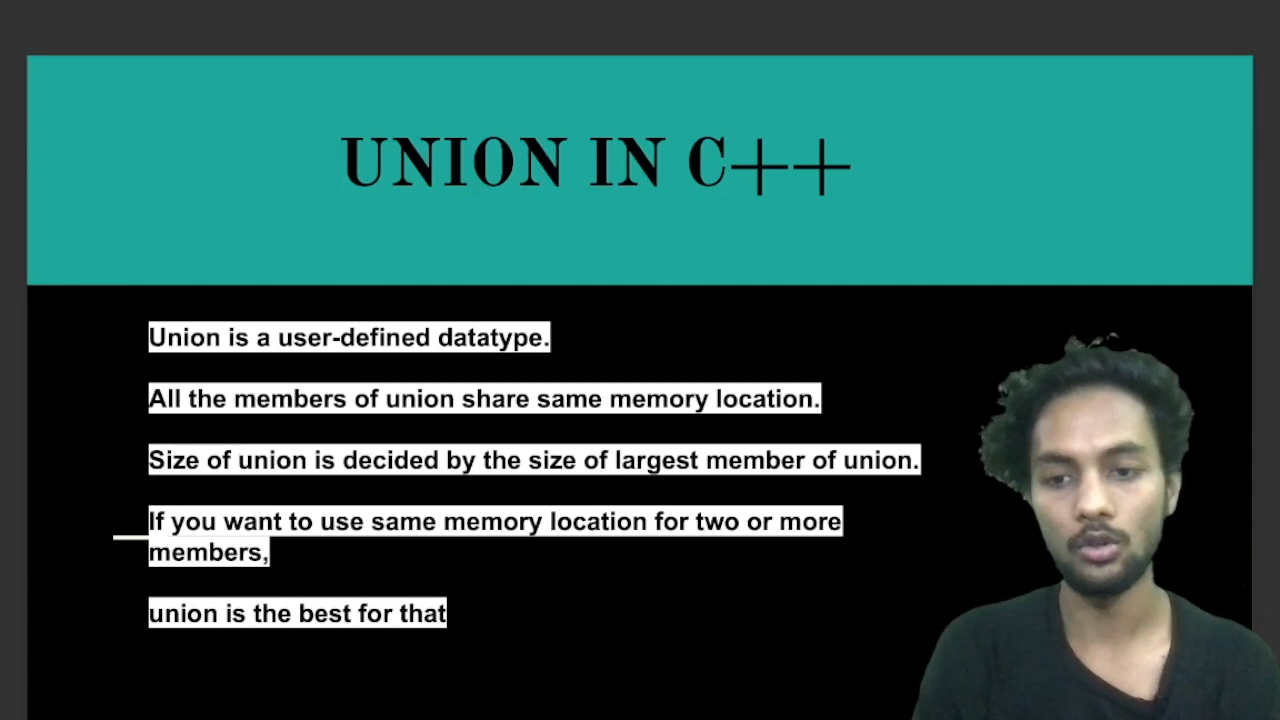 UNION IN C++
Union is a user-defined datatype.
All the members of union share same memory location.
Size of union is decided by the size of largest member of union.
If you want to use same memory location for two or more
members,
union is the best for that